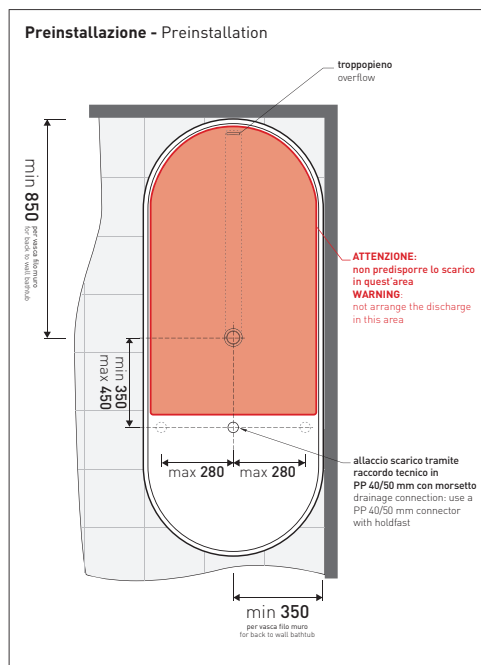 Preinstallazione - Preinstallation
troppopieno
overflow
min 850
per vasca filo muro
for back to wall bathtub
ATTENZIONE:
non predisporre lo scarico
in quest'area
WARNING:
not arrange the discharge
in this area
min 350
max 450
max 280
max 280
allaccio scarico tramite
raccordo tecnico in
PP 40/50 mm con morsetto
drainage connection: use a
PP 40/50 mm connector
with holdfast
min 350
per vasca filo muro
for back to wall bathtub